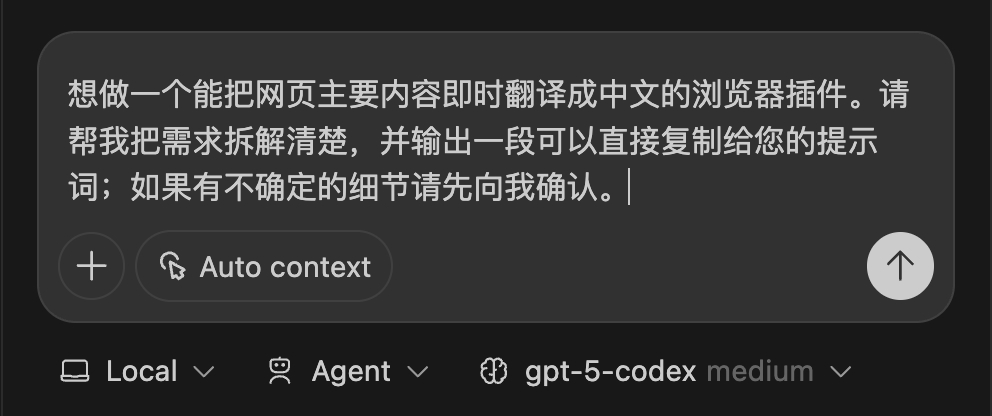 想做一个能把网页主要内容即时翻译成中文的浏览器插件。请
帮我把需求拆解清楚，并输出一段可以直接复制给您的提示
词；如果有不确定的细节请先向我确认。
Auto context
Local Agent gpt-5-codex medium